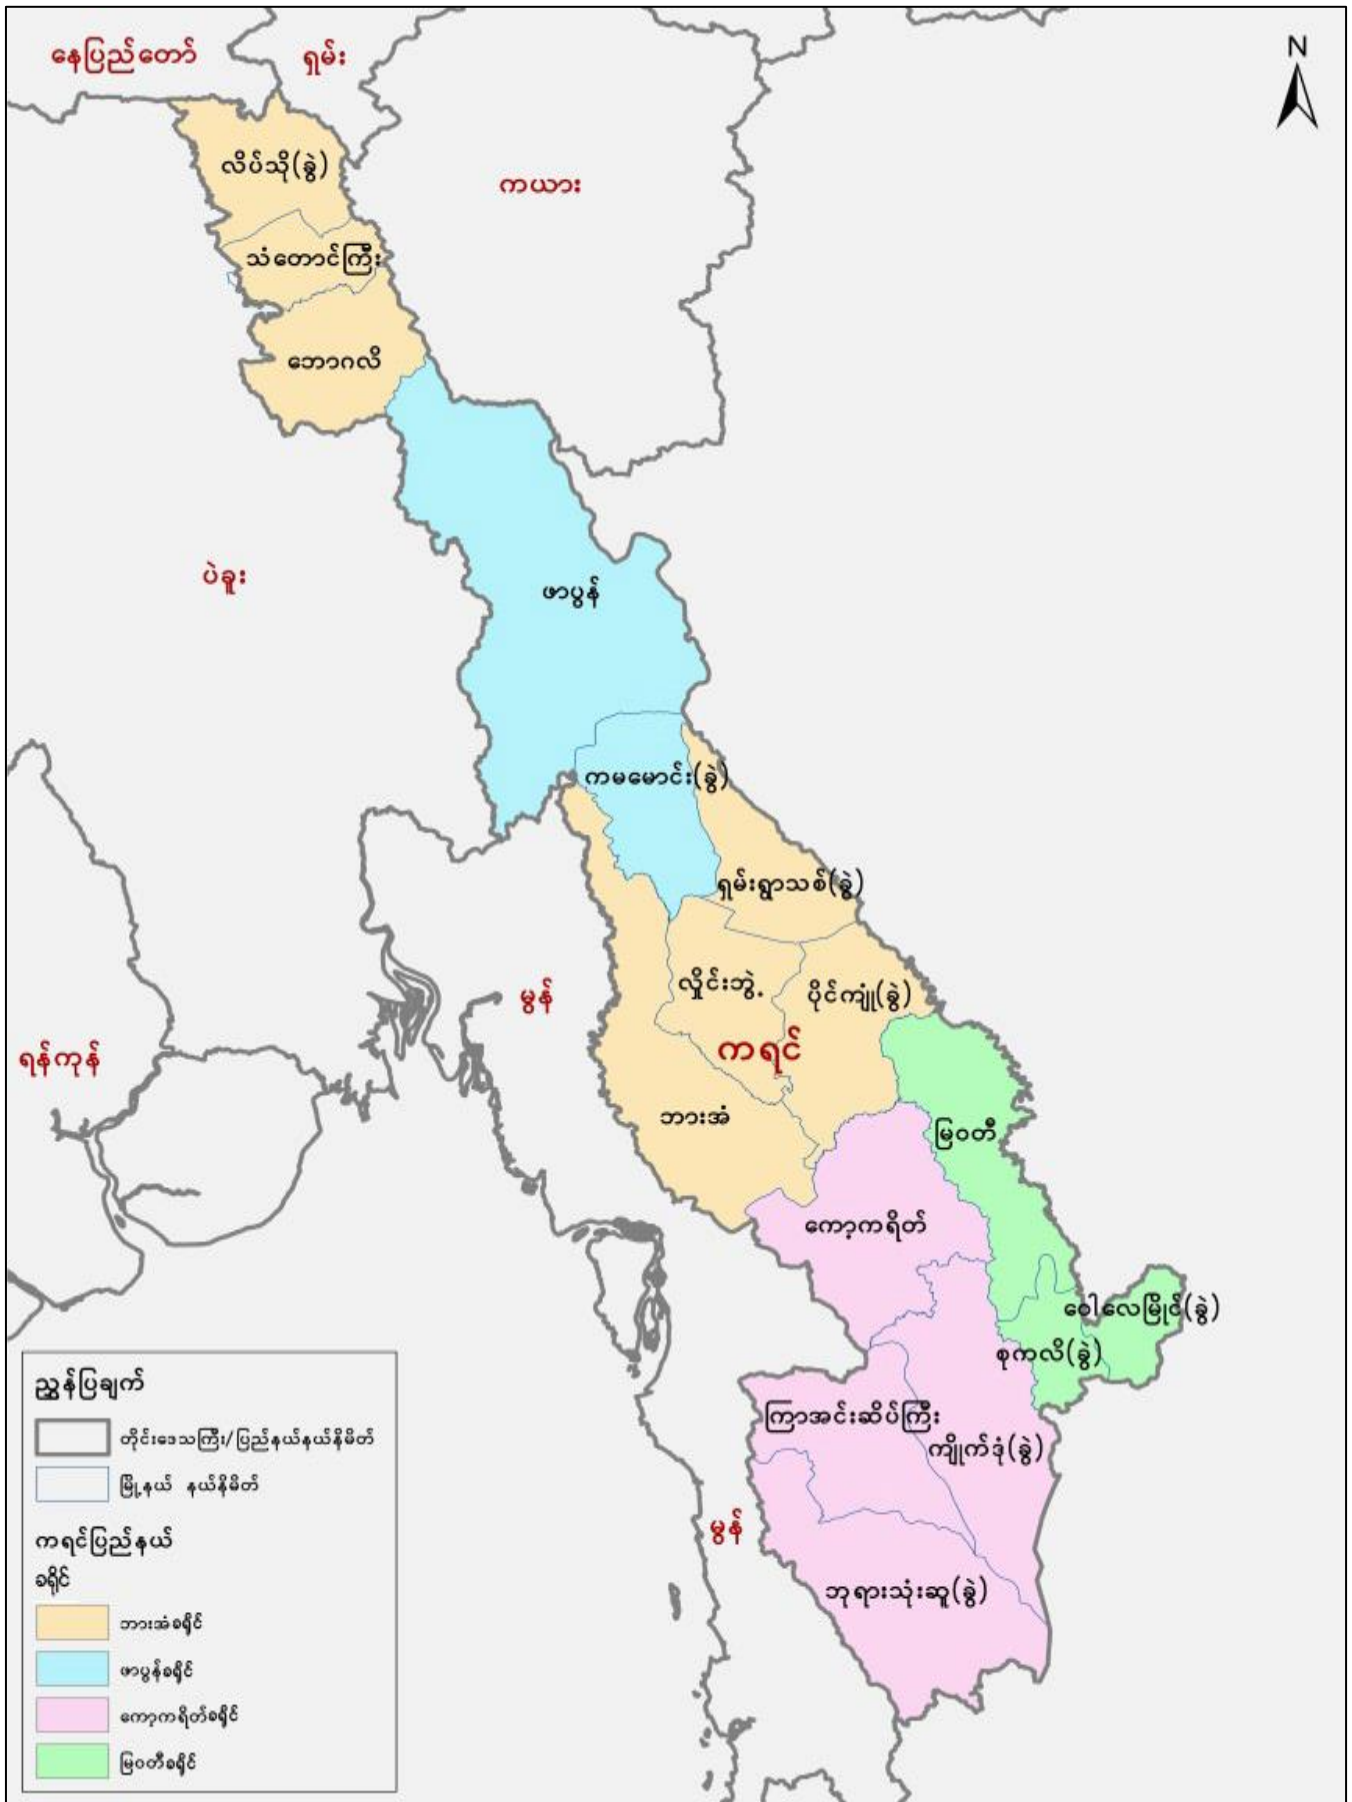 နေပြည်တော်
ရှမ်း
N
ကယား
လိပ်သို(ခွဲ)
သံတောင်ကြီး
ဘောဂလိ
ပဲခူး
ဖာပွန်
ကမမောင်း(ခွဲ)
ရှမ်းရွာသစ်(ခွဲ)
လှိုင်းဘွဲ့
ပိုင်ကျုံ(ခွဲ)
မွန်
ကရင်
ရန်ကုန်
ဘားအံ
မြဝတီ
ကော့ကရိတ်
ဝေါလေမြိုင်(ခွဲ)
စုကလိ(ခွဲ)
ကြာအင်းဆိပ်ကြီး
ကျိုက်ဒုံ(ခွဲ)
မွန်
ဘုရားသုံးဆူ(ခွဲ)
ညွှန်ပြချက်
တိုင်းဒေသကြီး/ပြည်နယ်နယ်နိမိတ်
မြို့နယ် နယ်နိမိတ်
ကရင်ပြည်နယ်
ခရိုင်
ဘားအံခရိုင်
ဖာပွန်ခရိုင်
ကော့ကရိတ်ခရိုင်
မြဝတီခရိုင်